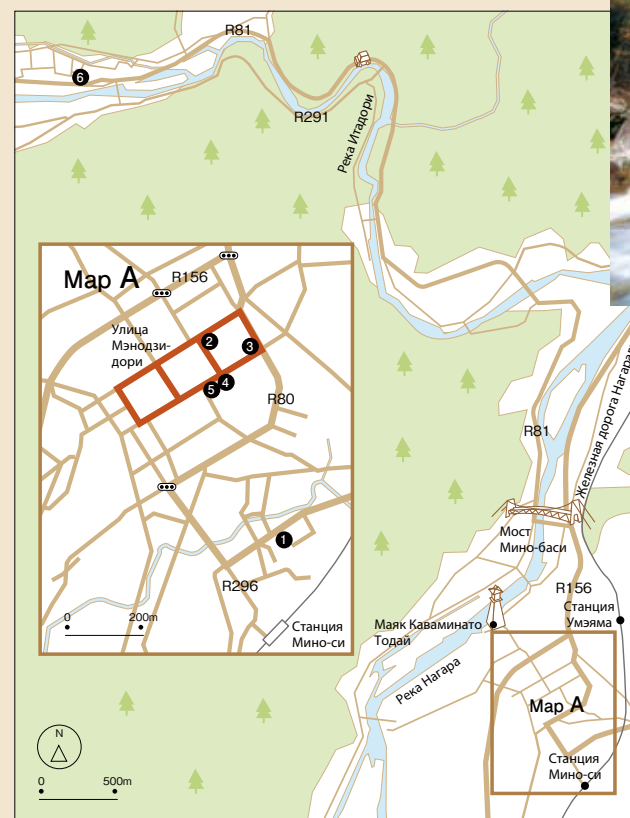 R81
6
R291
Река Итадори
Map A
R156
Улица
Мэнодзи-
дори
2
3
4
5
R80
1
R296
0 200m
Станция
Мино-си
R81
Железная дорога Нагара
Мост
Мино-баси
R156
Станция
Умэяма
Маяк Каваминато
Тодай
Река Нагара
Map A
Станция
Мино-си
N
0 500m